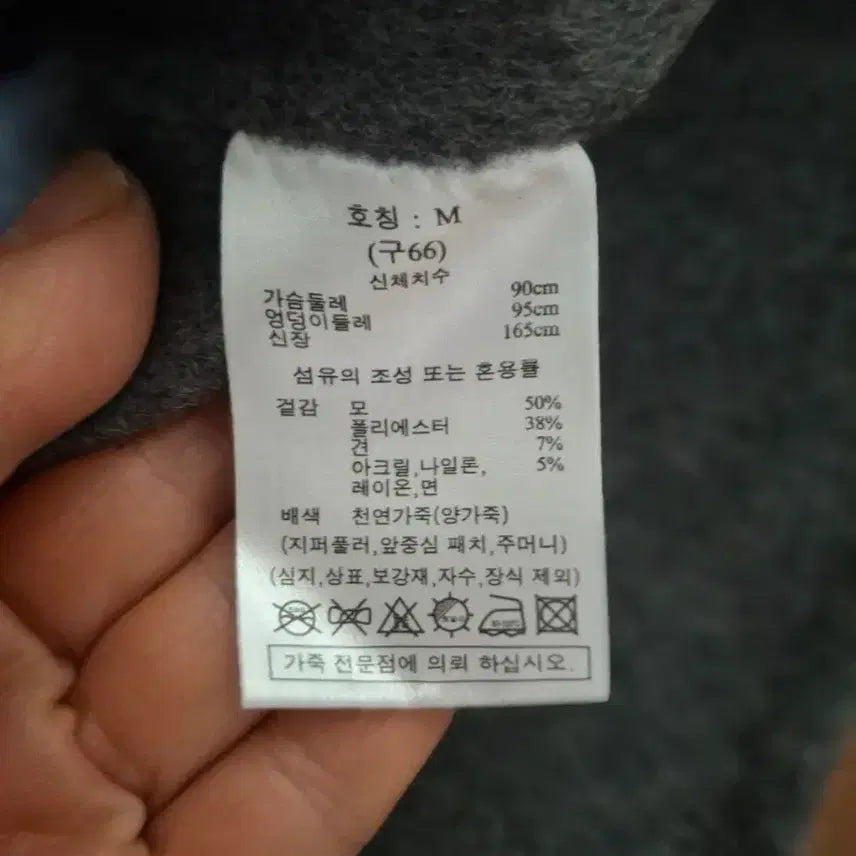 호칭 : M
(구66)
신체치수
가슴둘레 90cm
엉덩이둘레 95cm
신장 165cm
섬유의 조성 또는 혼용률
겉감 모 50%
폴리에스터 38%
견 7%
아크릴,나일론, 5%
레이온,면
배색 천연가죽(양가죽)
(지퍼풀러,앞중심 패치,주머니)
(심지,상표,보강재,자수,장식 제외)
가죽 전문점에 의뢰 하십시오.